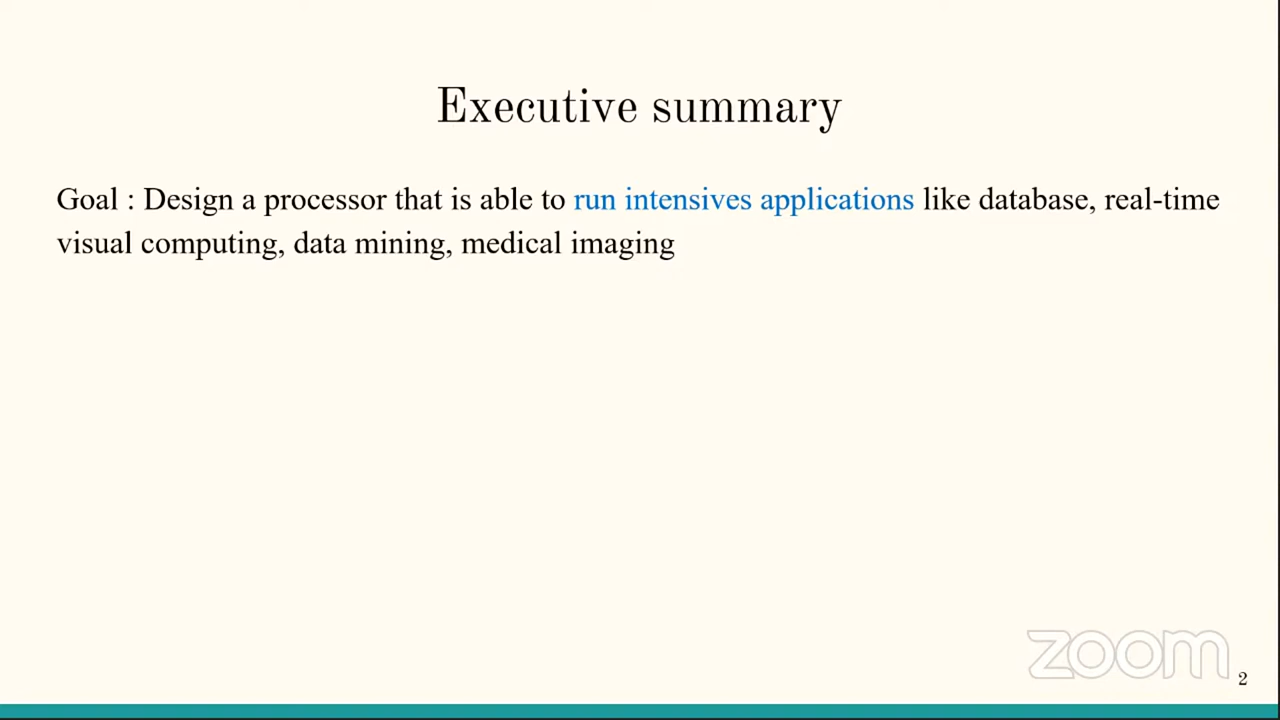 Executive summary
Goal : Design a processor that is able to run intensives applications like database, real-time
visual computing, data mining, medical imaging
zoom
2